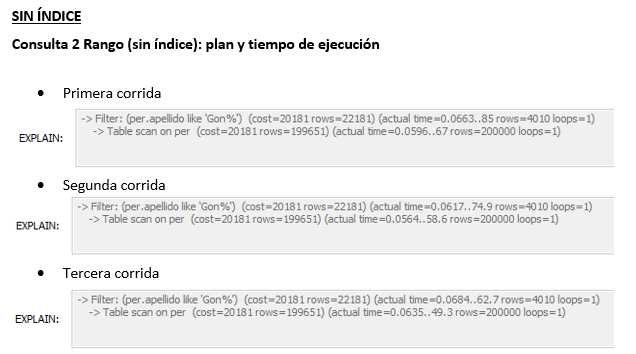 SIN ÍNDICE
Consulta 2 Rango (sin índice): plan y tiempo de ejecución
• Primera corrida
-> Filter: (per.apellido like 'Gon%')  (cost=20181 rows=22181) (actual time=0.0663..85 rows=4010 loops=1)
EXPLAIN:
-> Table scan on per  (cost=20181 rows=199651) (actual time=0.0596..67 rows=200000 loops=1)
• Segunda corrida
-> Filter: (per.apellido like 'Gon%')  (cost=20181 rows=22181) (actual time=0.0617..74.9 rows=4010 loops=1)
EXPLAIN:
-> Table scan on per  (cost=20181 rows=199651) (actual time=0.0564..58.6 rows=200000 loops=1)
• Tercera corrida
-> Filter: (per.apellido like 'Gon%')  (cost=20181 rows=22181) (actual time=0.0684..62.7 rows=4010 loops=1)
EXPLAIN:
-> Table scan on per  (cost=20181 rows=199651) (actual time=0.0635..49.3 rows=200000 loops=1)